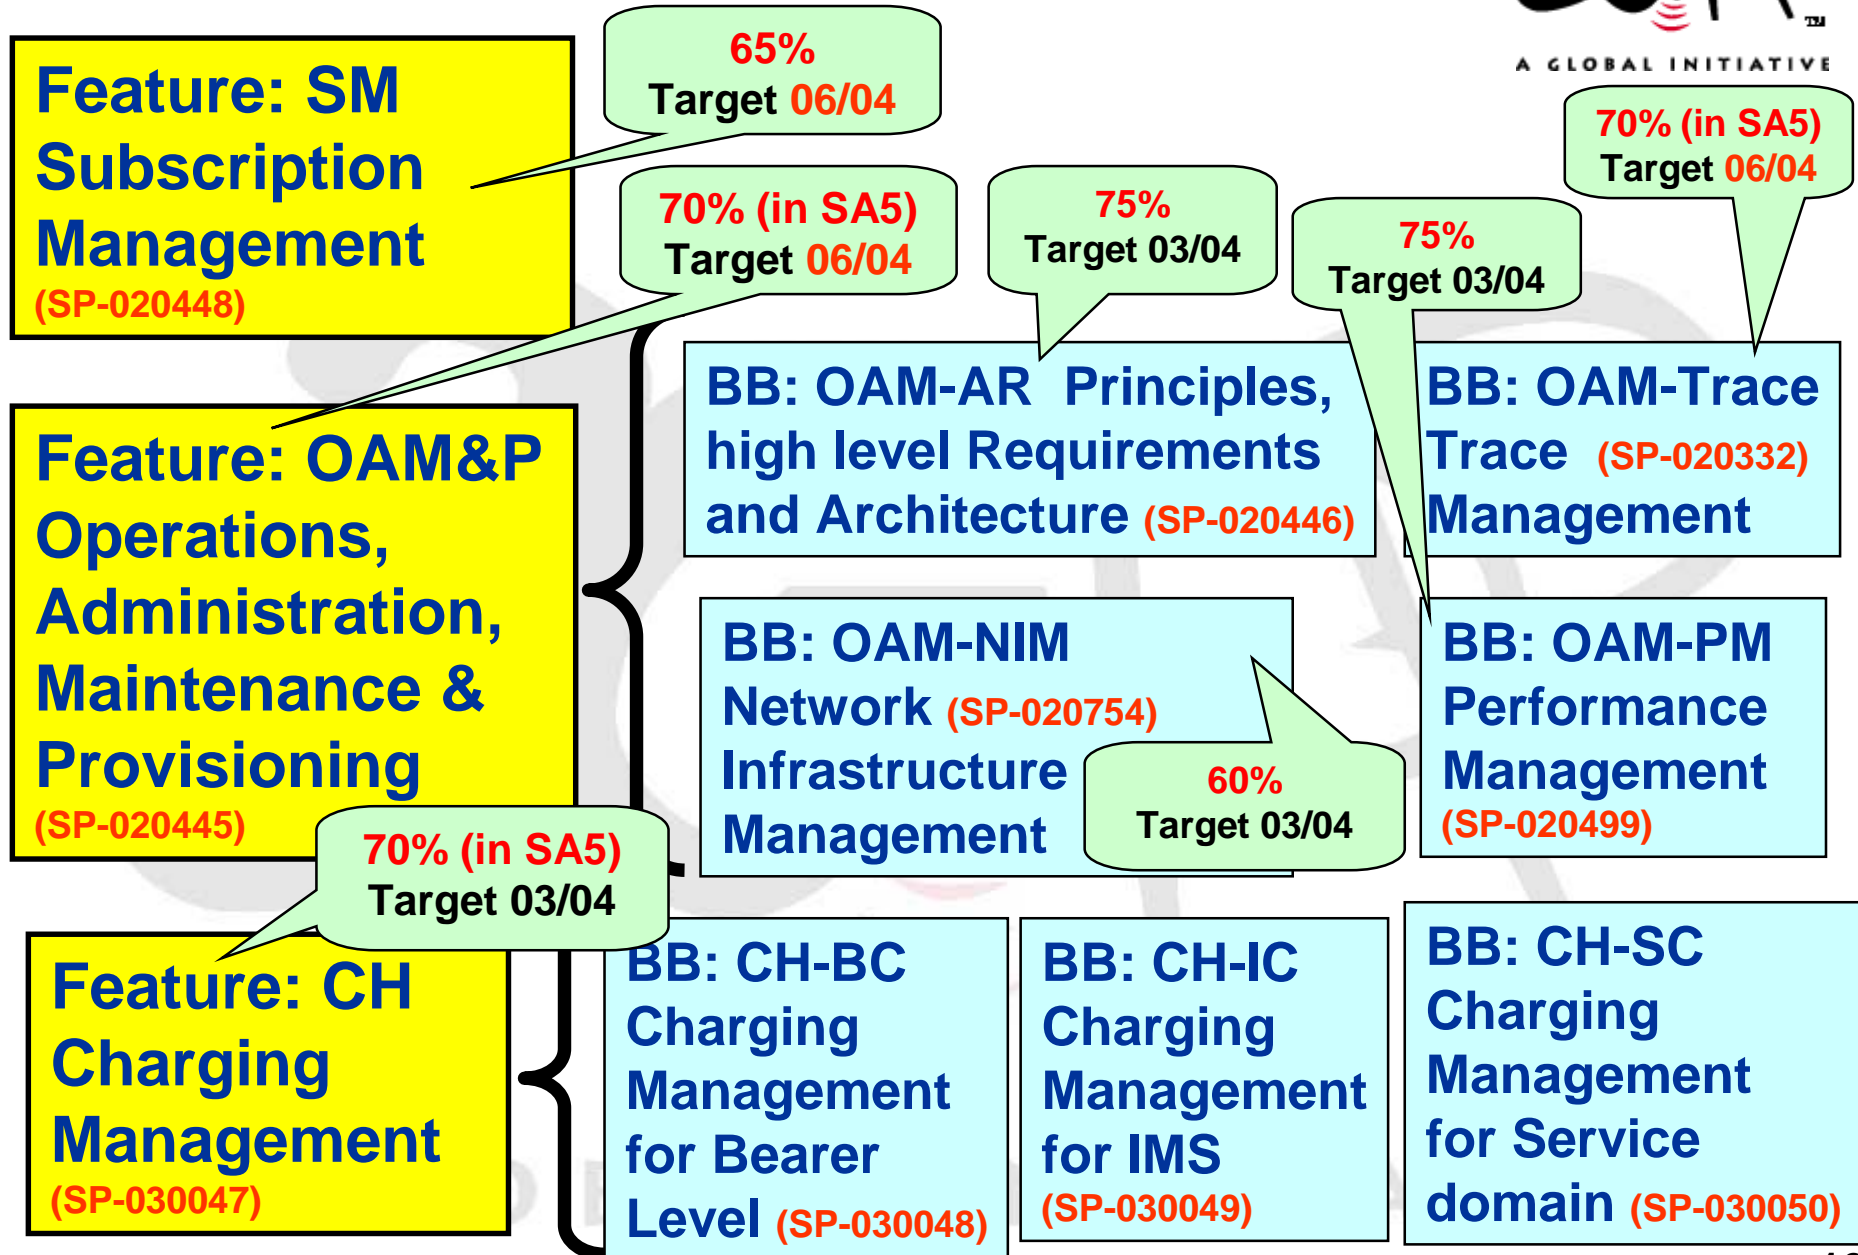 TM
A GLOBAL INITIATIVE
Feature: SM
Subscription
Management
(SP-020448)
65%
Target 06/04
70% (in SA5)
Target 06/04
75%
Target 03/04
75%
Target 03/04
70% (in SA5)
Target 06/04
Feature: OAM&P
Operations,
Administration,
Maintenance &
Provisioning
(SP-020445)
BB: OAM-AR Principles,
high level Requirements
and Architecture (SP-020446)
BB: OAM-Trace
Trace (SP-020332)
Management
BB: OAM-NIM
Network (SP-020754)
Infrastructure
Management
60%
Target 03/04
BB: OAM-PM
Performance
Management
(SP-020499)
70% (in SA5)
Target 03/04
Feature: CH
Charging
Management
(SP-030047)
BB: CH-BC
Charging
Management
for Bearer
Level (SP-030048)
BB: CH-IC
Charging
Management
for IMS
(SP-030049)
BB: CH-SC
Charging
Management
for Service
domain (SP-030050)